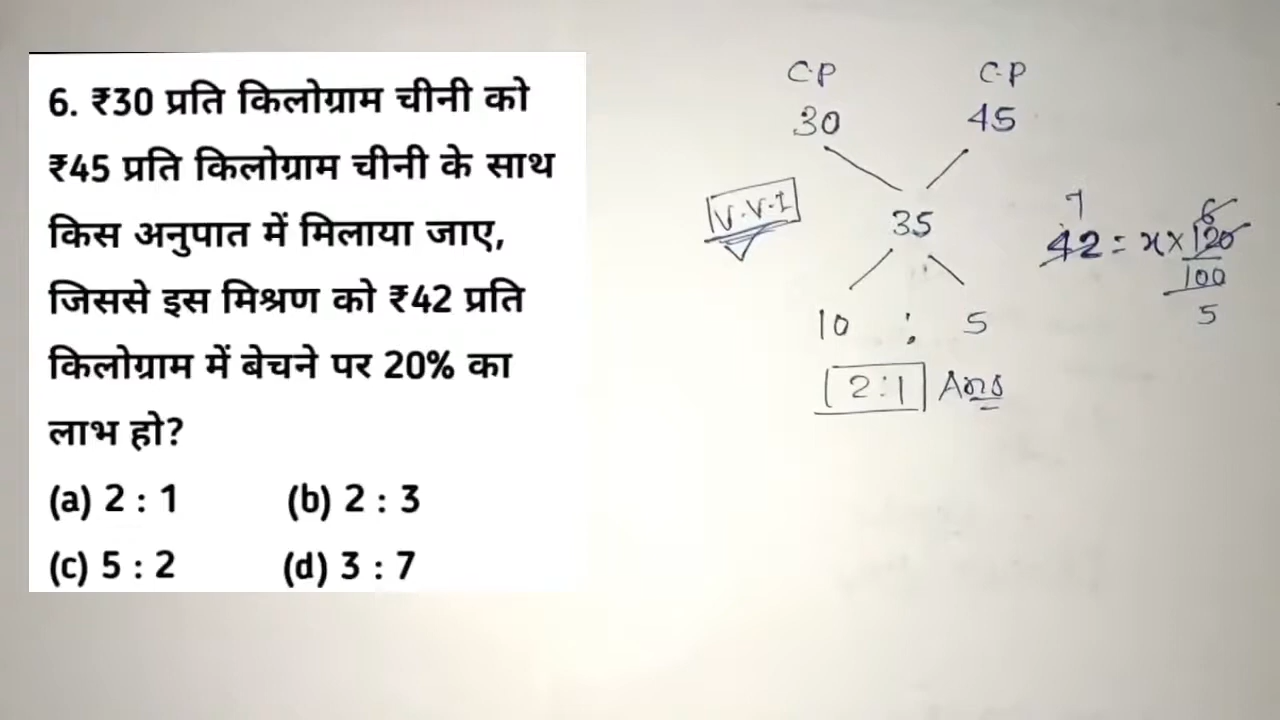 6. ₹30 प्रति किलोग्राम चीनी को
₹45 प्रति किलोग्राम चीनी के साथ
किस अनुपात में मिलाया जाए,
जिससे इस मिश्रण को ₹42 प्रति
किलोग्राम में बेचने पर 20% का
लाभ हो?
(a) 2 : 1 (b) 2 : 3
(c) 5 : 2 (d) 3 : 7
C.P C.P
30 45
V.V.I
35
10 : 5
2:1 Ans
7 6
42 = x × 120
100
5